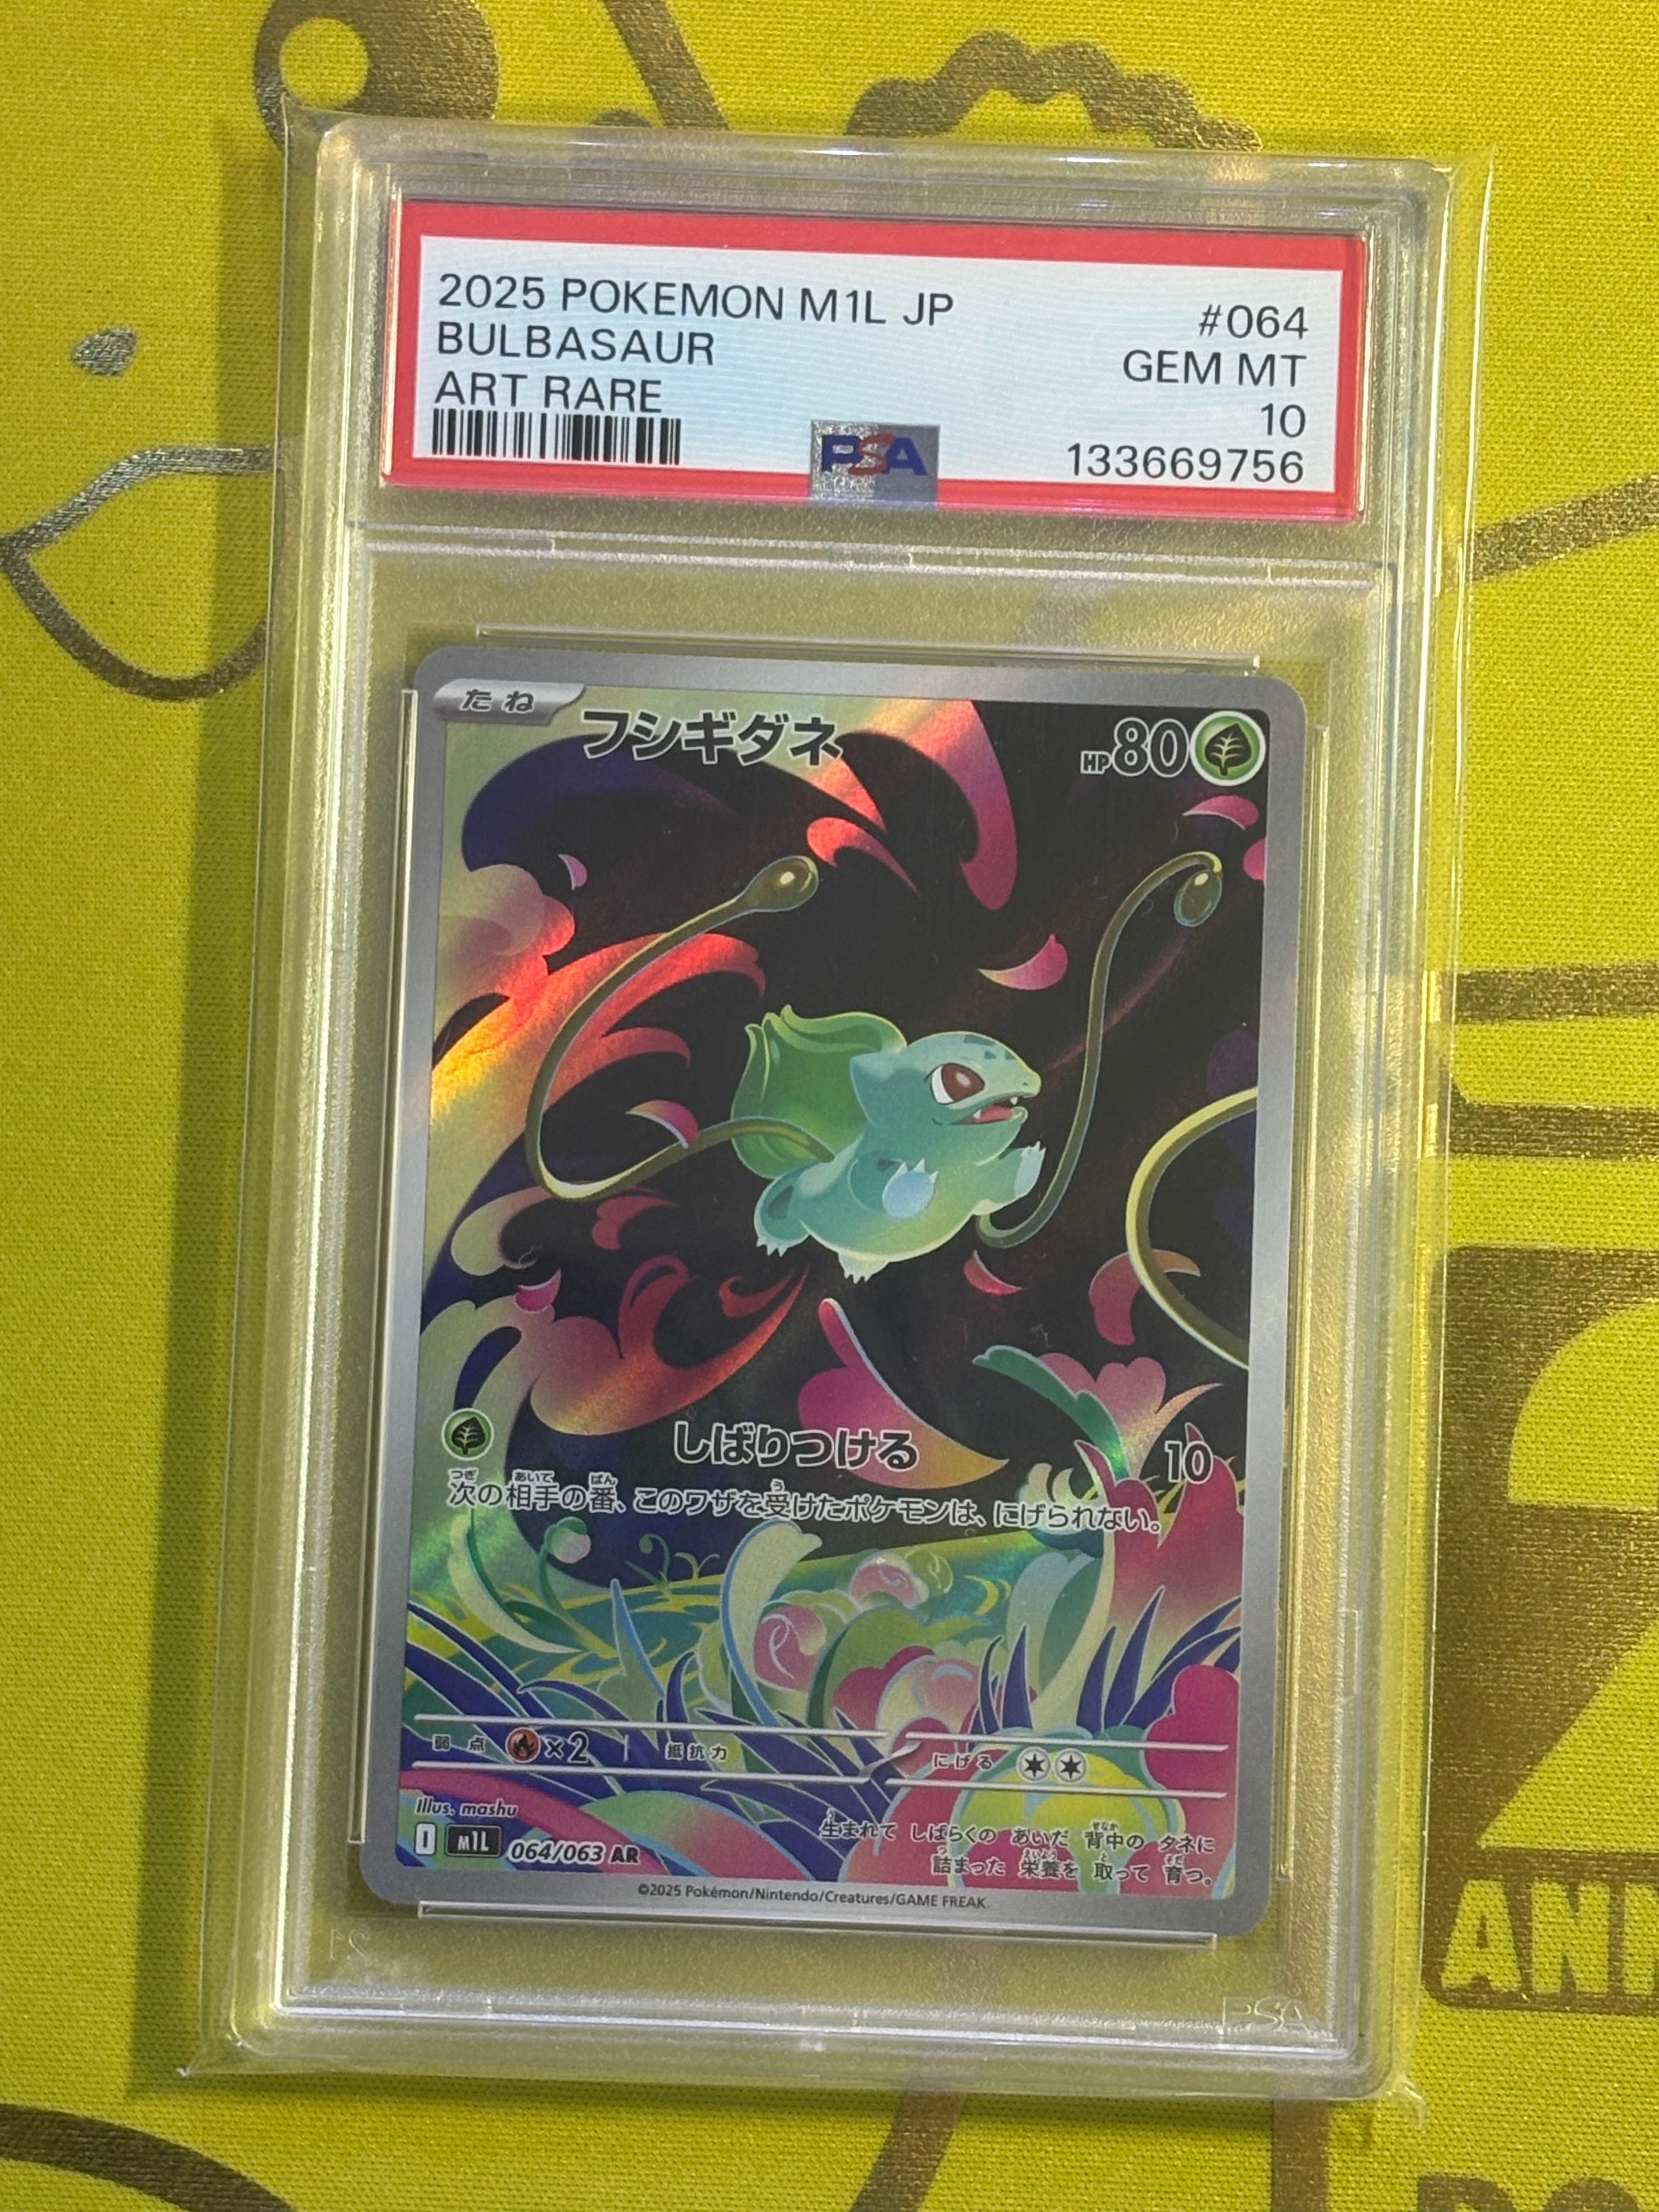 2025 POKEMON M1L JP #064
BULBASAUR GEM MT
ART RARE 10
PSA 133669756
たね フシギダネ HP80
しばりつける 10
次の相手の番、このワザを受けたポケモンは、にげられない。
弱点 ×2 抵抗力 にげる
Illus. mashu
生まれて しばらくの あいだ 背中の タネに
詰まった 栄養を 取って 育つ。
I M1L 064/063 AR
©2025 Pokémon/Nintendo/Creatures/GAME FREAK.
PSA
ANN